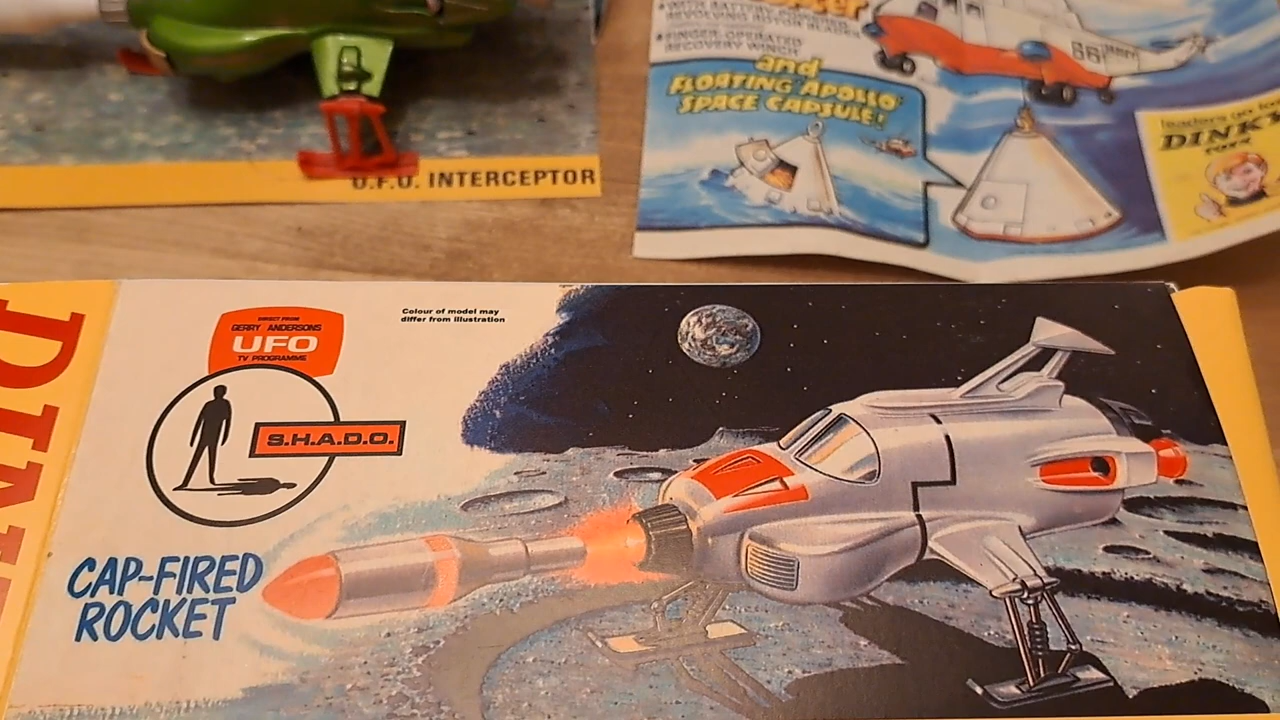 WITH BATTERY-POWERED
REVOLVING ROTOR BLADES
FINGER-OPERATED
RECOVERY WINCH
and
FLOATING APOLLO
SPACE CAPSULE!
66
DINKY
TOYS
U.F.O. INTERCEPTOR
DIRECT FROM
GERRY ANDERSONS
UFO
TV PROGRAMME
Colour of model may
differ from illustration
S.H.A.D.O.
CAP-FIRED
ROCKET